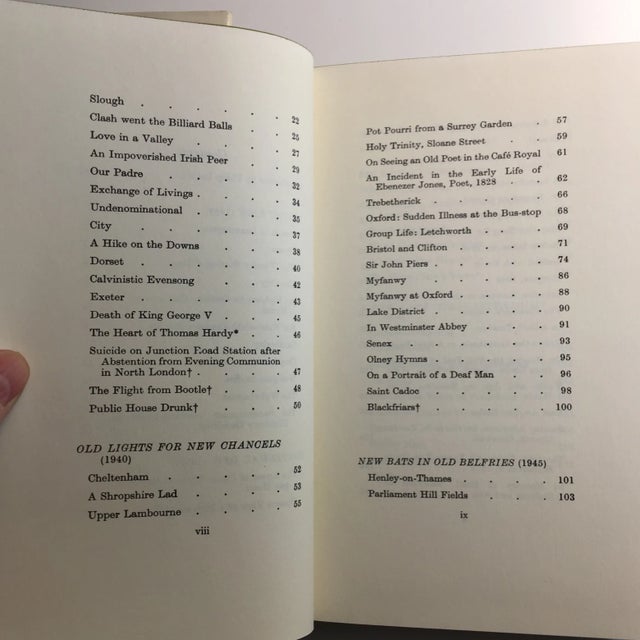 Slough . . . . . . 22
Clash went the Billiard Balls . . 25
Love in a Valley . . . . 27
An Impoverished Irish Peer . . 29
Our Padre . . . . . 32
Exchange of Livings . . . . 34
Undenominational . . . . 35
City . . . . . . 37
A Hike on the Downs . . . 38
Dorset . . . . . . 40
Calvinistic Evensong . . . 42
Exeter . . . . . . 43
Death of King George V . . . 45
The Heart of Thomas Hardy* . . 46
Suicide on Junction Road Station after
Abstention from Evening Communion
in North London† . . . . 47
The Flight from Bootle† . . . 48
Public House Drunk† . . . 50
OLD LIGHTS FOR NEW CHANCELS
(1940)
Cheltenham . . . . . 52
A Shropshire Lad . . . . 53
Upper Lambourne . . . . 55
viii
Pot Pourri from a Surrey Garden . 57
Holy Trinity, Sloane Street . . 59
On Seeing an Old Poet in the Café Royal 61
An Incident in the Early Life of
Ebenezer Jones, Poet, 1828 . . 62
Trebetherick . . . . . 66
Oxford: Sudden Illness at the Bus-stop 68
Group Life: Letchworth . . . 69
Bristol and Clifton . . . . 71
Sir John Piers . . . . . 74
Myfanwy . . . . . 86
Myfanwy at Oxford . . . . 88
Lake District . . . . . 90
In Westminster Abbey . . . 91
Senex . . . . . . 93
Olney Hymns . . . . . 95
On a Portrait of a Deaf Man . . 96
Saint Cadoc . . . . . 98
Blackfriars† . . . . . 100
NEW BATS IN OLD BELFRIES (1945)
Henley-on-Thames . . . . 101
Parliament Hill Fields . . . 103
ix